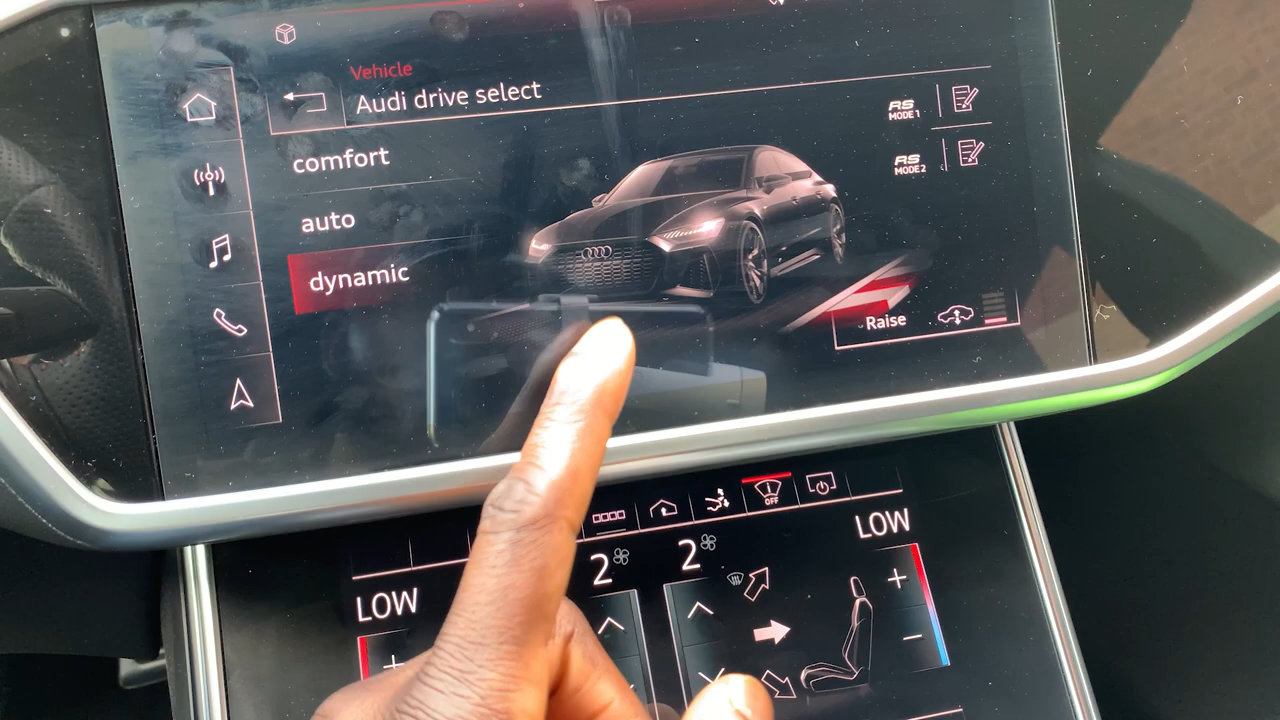 Vehicle
Audi drive select
comfort
auto
dynamic
RS
MODE 1
RS
MODE 2
Raise
OFF
LOW
2
2
LOW
+
+
−